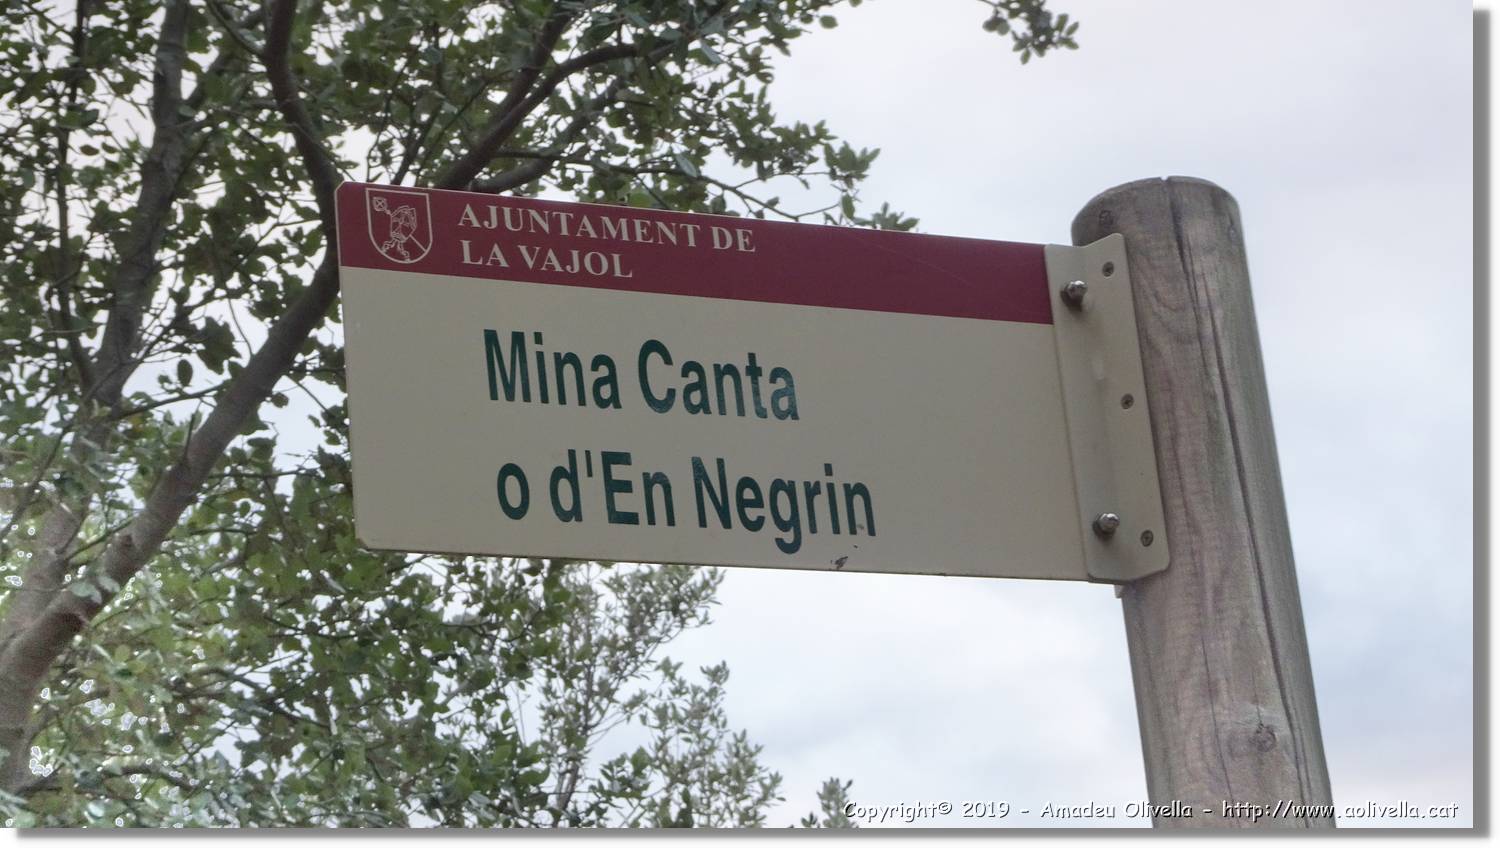 AJUNTAMENT DE
LA VAJOL
Mina Canta
o d'En Negrin
Copyright© 2019 - Amadeu Olivella - http://www.aolivella.cat